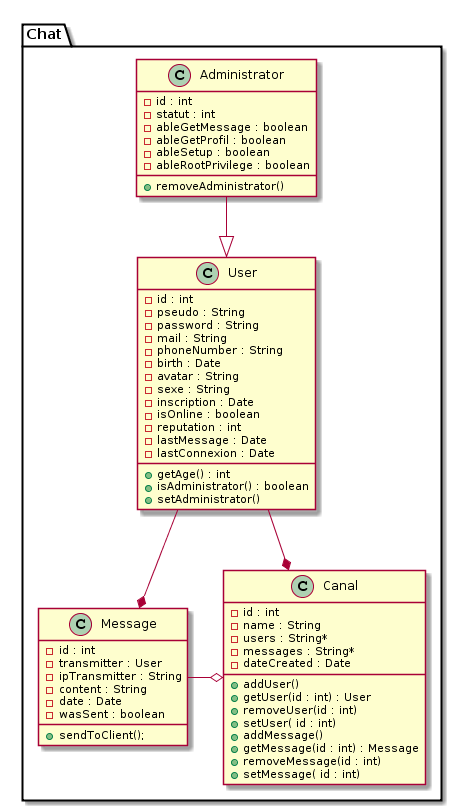 Chat
C Administrator
id : int
statut : int
ableGetMessage : boolean
ableGetProfil : boolean
ableSetup : boolean
ableRootPrivilege : boolean
removeAdministrator()
C User
id : int
pseudo : String
password : String
mail : String
phoneNumber : String
birth : Date
avatar : String
sexe : String
inscription : Date
isOnline : boolean
reputation : int
lastMessage : Date
lastConnexion : Date
getAge() : int
isAdministrator() : boolean
setAdministrator()
C Message
id : int
transmitter : User
ipTransmitter : String
content : String
date : Date
wasSent : boolean
sendToClient();
C Canal
id : int
name : String
users : String*
messages : String*
dateCreated : Date
addUser()
getUser(id : int) : User
removeUser(id : int)
setUser( id : int)
addMessage()
getMessage(id : int) : Message
removeMessage(id : int)
setMessage( id : int)